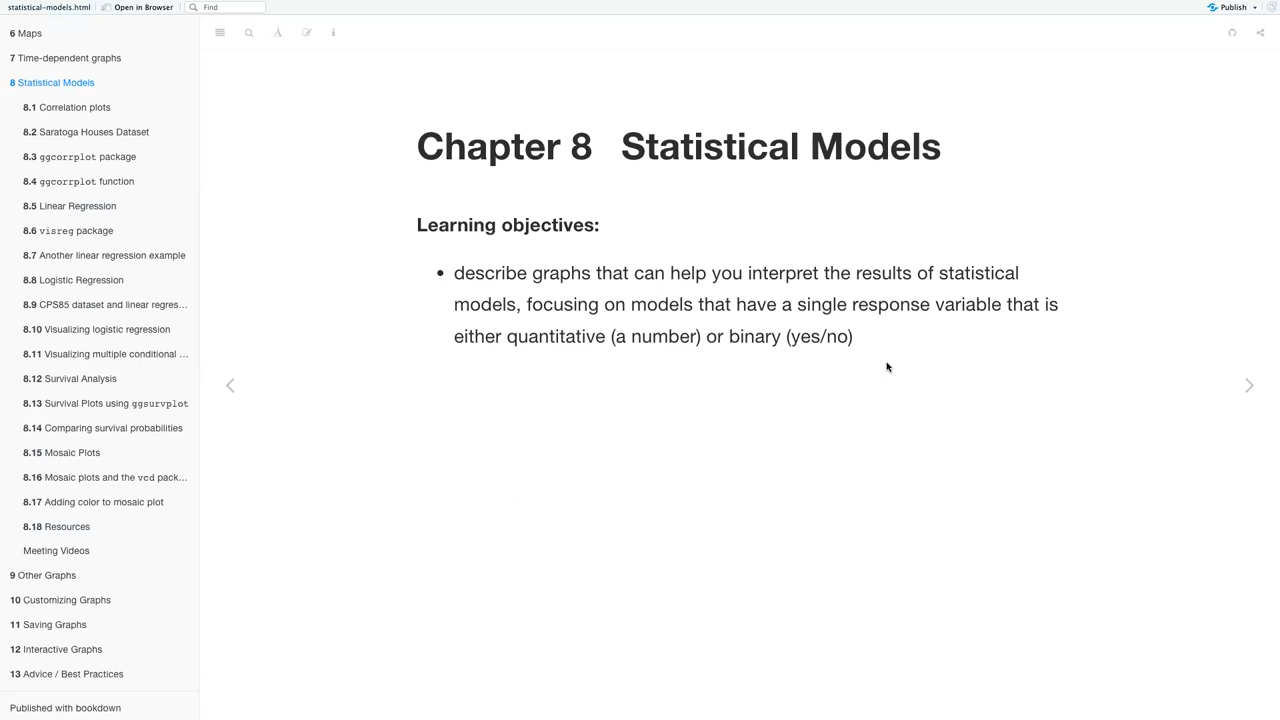 statistical-models.html
Open in Browser
Find
Publish
6 Maps
7 Time-dependent graphs
8 Statistical Models
8.1 Correlation plots
8.2 Saratoga Houses Dataset
8.3 ggcorrplot package
8.4 ggcorrplot function
8.5 Linear Regression
8.6 visreg package
8.7 Another linear regression example
8.8 Logistic Regression
8.9 CPS85 dataset and linear regres...
8.10 Visualizing logistic regression
8.11 Visualizing multiple conditional ...
8.12 Survival Analysis
8.13 Survival Plots using ggsurvplot
8.14 Comparing survival probabilities
8.15 Mosaic Plots
8.16 Mosaic plots and the vcd pack...
8.17 Adding color to mosaic plot
8.18 Resources
Meeting Videos
9 Other Graphs
10 Customizing Graphs
11 Saving Graphs
12 Interactive Graphs
13 Advice / Best Practices
Published with bookdown
Chapter 8 Statistical Models
Learning objectives:
• describe graphs that can help you interpret the results of statistical
models, focusing on models that have a single response variable that is
either quantitative (a number) or binary (yes/no)